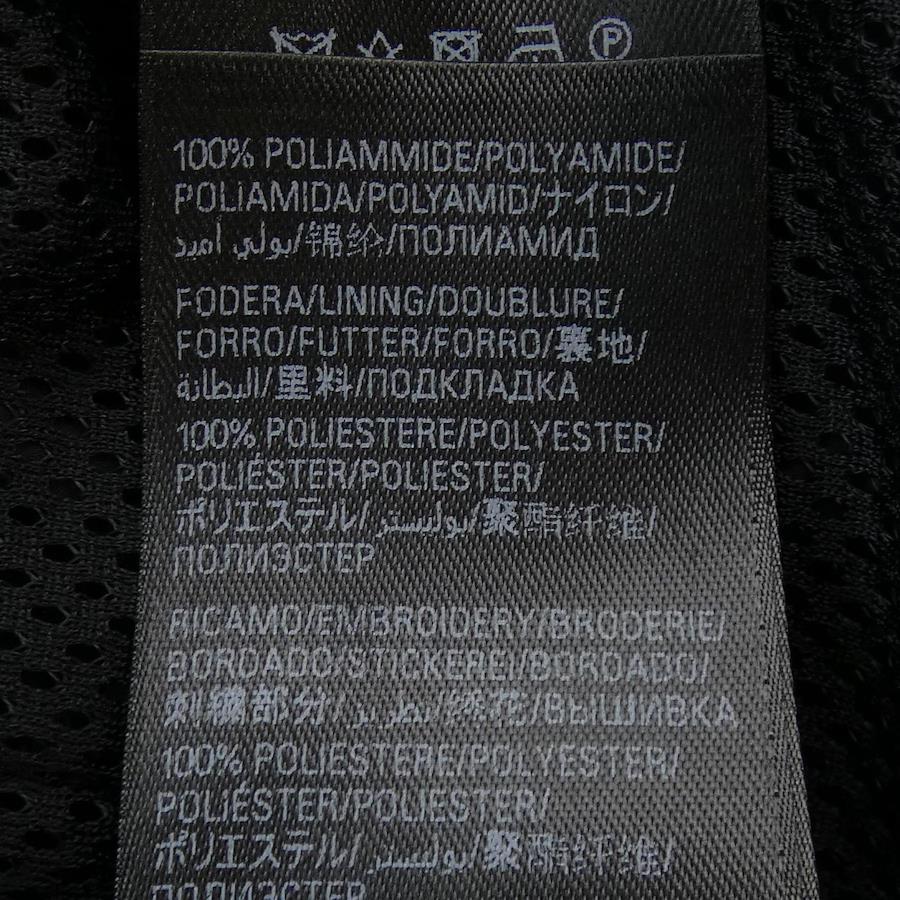 P
100% POLIAMMIDE/POLYAMIDE/
POLIAMIDA/POLYAMID/ナイロン/
بولي أميد/锦纶/ПОЛИАМИД
FODERA/LINING/DOUBLURE/
FORRO/FUTTER/FORRO/裏地/
البطانة/里料/ПОДКЛАДКА
100% POLIESTERE/POLYESTER/
POLIÉSTER/POLIESTER/
ポリエステル/بوليستر/聚酯纤维/
ПОЛИЭСТЕР
RICAMO/EMBROIDERY/BRODERIE/
BORDADO/STICKEREI/BORDADO/
刺繍部分/تطريز/绣花/ВЫШИВКА
100% POLIESTERE/POLYESTER/
POLIÉSTER/POLIESTER/
ポリエステル/بوليستر/聚酯纤维/
ПОЛИЭСТЕР